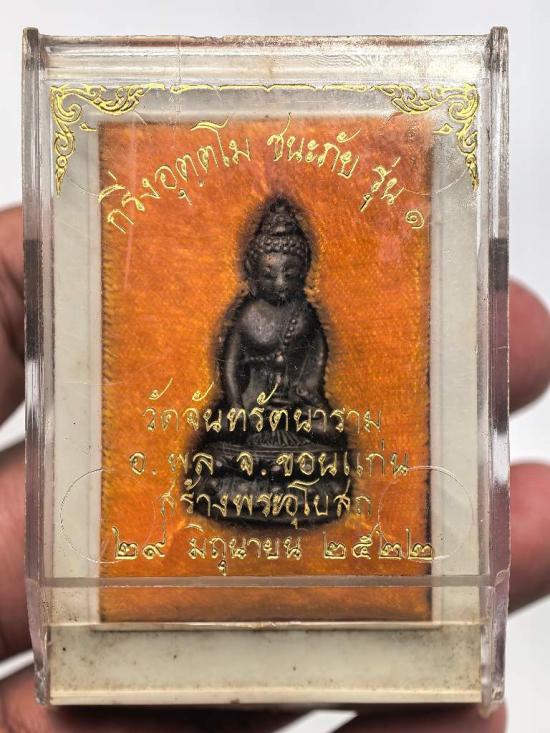 กริ่งอุตฺตโม ชนะภัย รุ่น ๑
วัดจันทรัตนาราม
อ. พล จ. ขอนแก่น
สร้างพระอุโบสถ
๒๙ มิถุนายน ๒๕๒๒